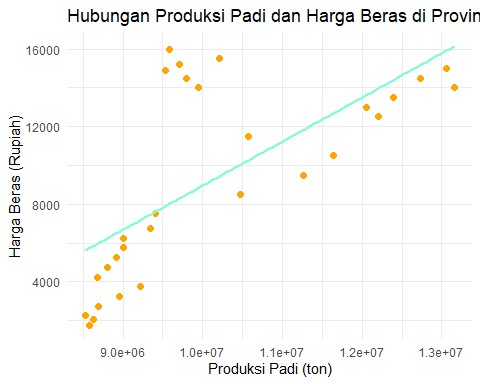 Hubungan Produksi Padi dan Harga Beras di Provin
16000
12000
8000
4000
Harga Beras (Rupiah)
9.0e+06 1.0e+07 1.1e+07 1.2e+07 1.3e+07
Produksi Padi (ton)